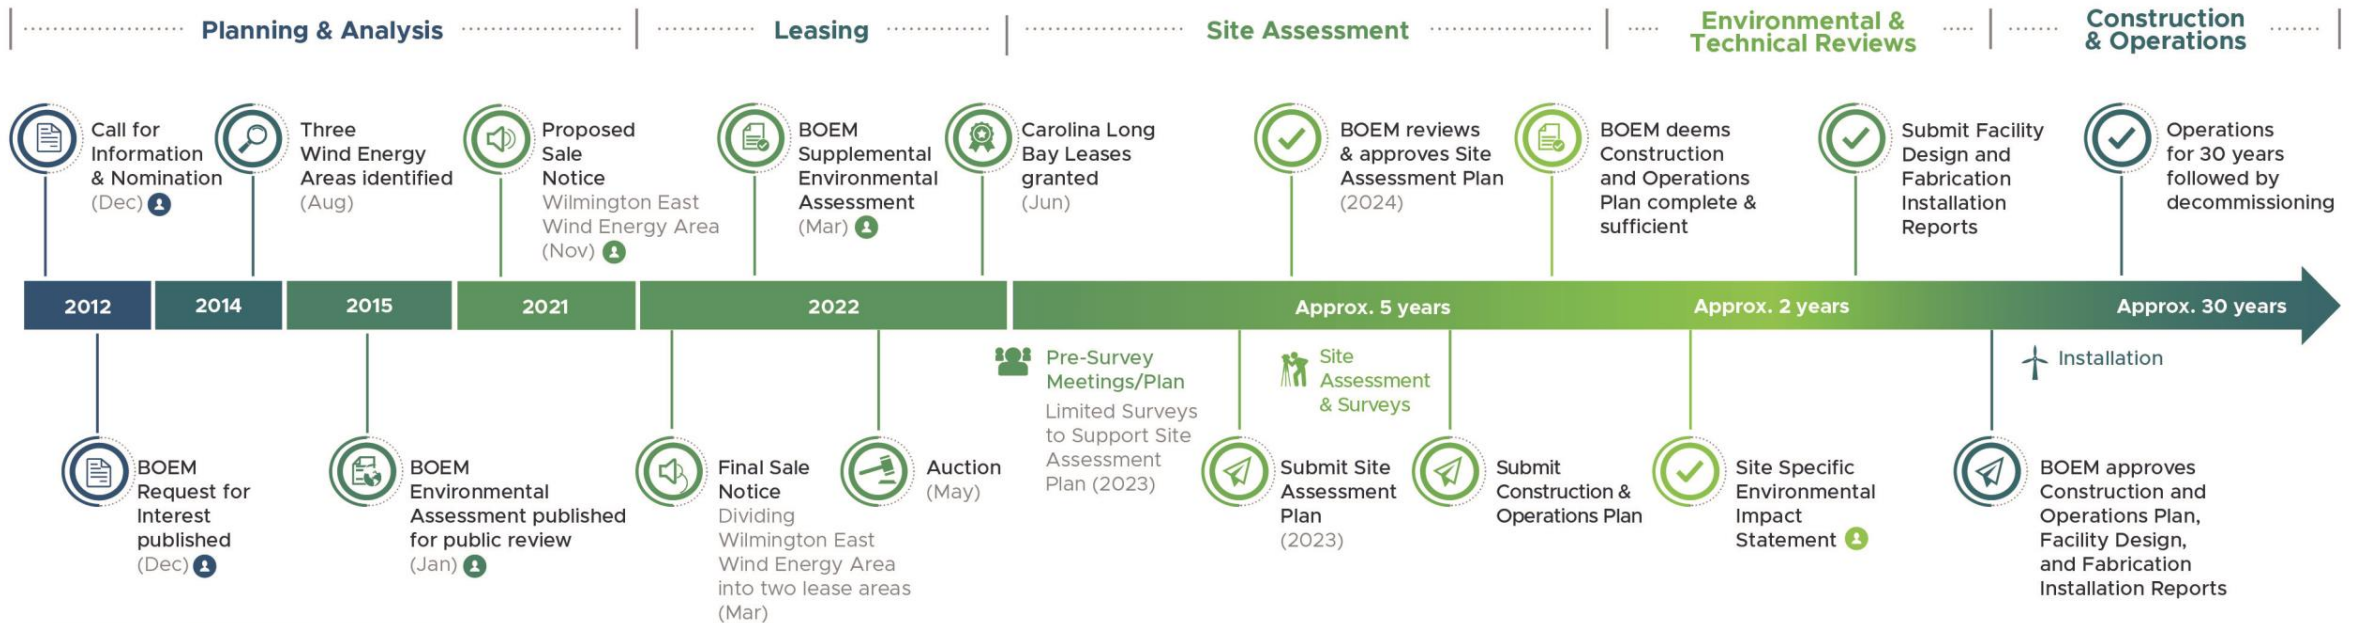 Planning & Analysis
Leasing
Site Assessment
Environmental &
Technical Reviews
Construction
& Operations
Call for
Information
& Nomination
(Dec)
Three
Wind Energy
Areas identified
(Aug)
Proposed
Sale
Notice
Wilmington East
Wind Energy Area
(Nov)
BOEM
Supplemental
Environmental
Assessment
(Mar)
Carolina Long
Bay Leases
granted
(Jun)
BOEM reviews
& approves Site
Assessment Plan
(2024)
BOEM deems
Construction
and Operations
Plan complete &
sufficient
Submit Facility
Design and
Fabrication
Installation
Reports
Operations
for 30 years
followed by
decommissioning
2012
2014
2015
2021
2022
Approx. 5 years
Approx. 2 years
Approx. 30 years
Pre-Survey
Meetings/Plan
Limited Surveys
to Support Site
Assessment
Plan (2023)
Site
Assessment
& Surveys
Installation
BOEM
Request for
Interest
published
(Dec)
BOEM
Environmental
Assessment published
for public review
(Jan)
Final Sale
Notice
Dividing
Wilmington East
Wind Energy Area
into two lease areas
(Mar)
Auction
(May)
Submit Site
Assessment
Plan
(2023)
Submit
Construction &
Operations Plan
Site Specific
Environmental
Impact
Statement
BOEM approves
Construction and
Operations Plan,
Facility Design,
and Fabrication
Installation Reports